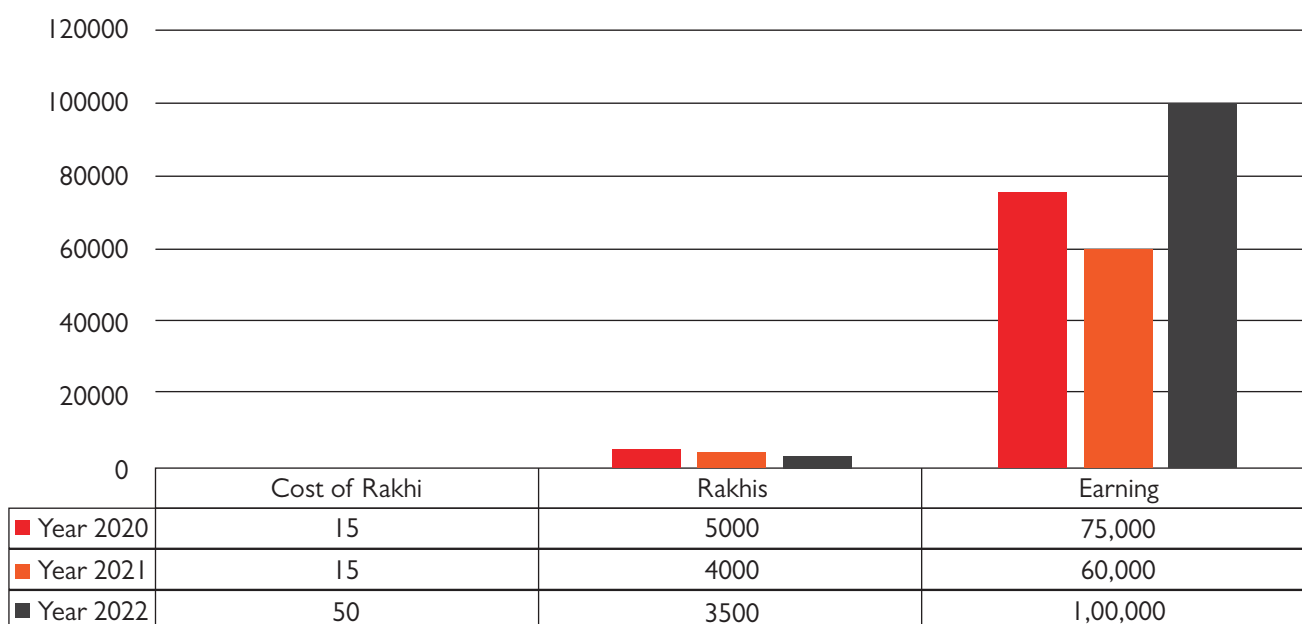 120000
100000
80000
60000
40000
20000
0
Cost of Rakhi Rakhis Earning
Year 2020 15 5000 75,000
Year 2021 15 4000 60,000
Year 2022 50 3500 1,00,000